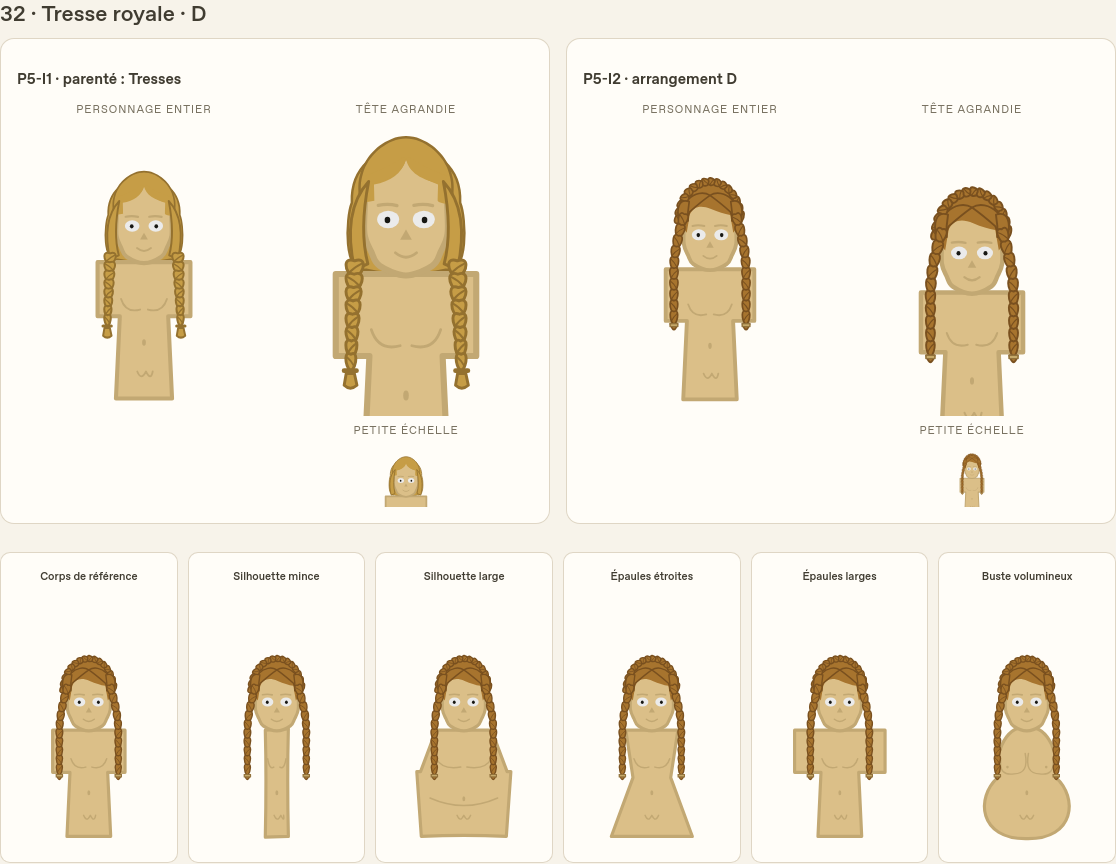 32 · Tresse royale · D
P5-I1 · parenté : Tresses
PERSONNAGE ENTIER
TÊTE AGRANDIE
PETITE ÉCHELLE
P5-I2 · arrangement D
PERSONNAGE ENTIER
TÊTE AGRANDIE
PETITE ÉCHELLE
Corps de référence
Silhouette mince
Silhouette large
Épaules étroites
Épaules larges
Buste volumineux